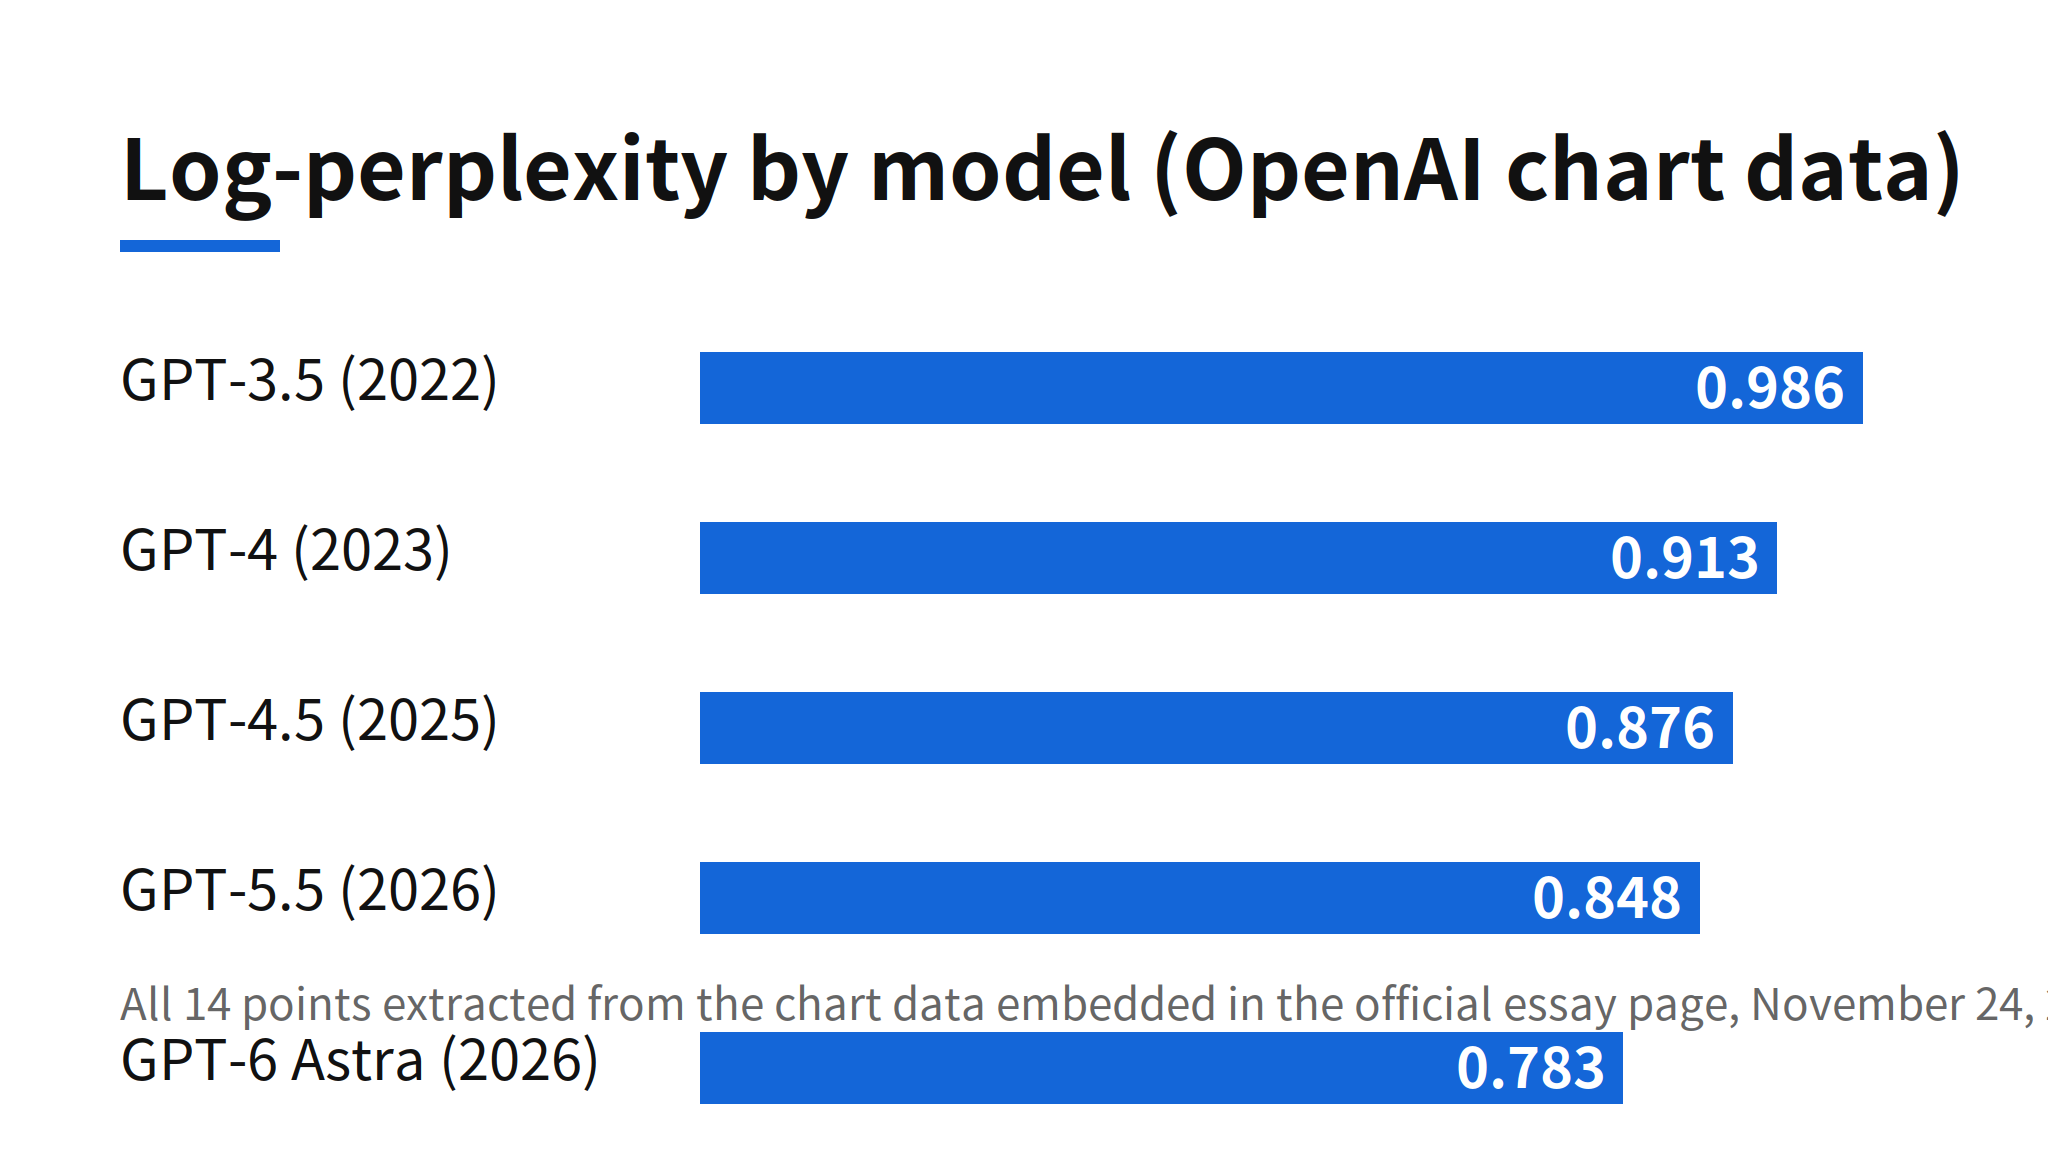 Log-perplexity by model (OpenAI chart data)
GPT-3.5 (2022) 0.986
GPT-4 (2023) 0.913
GPT-4.5 (2025) 0.876
GPT-5.5 (2026) 0.848
All 14 points extracted from the chart data embedded in the official essay page, November 24,
GPT-6 Astra (2026) 0.783